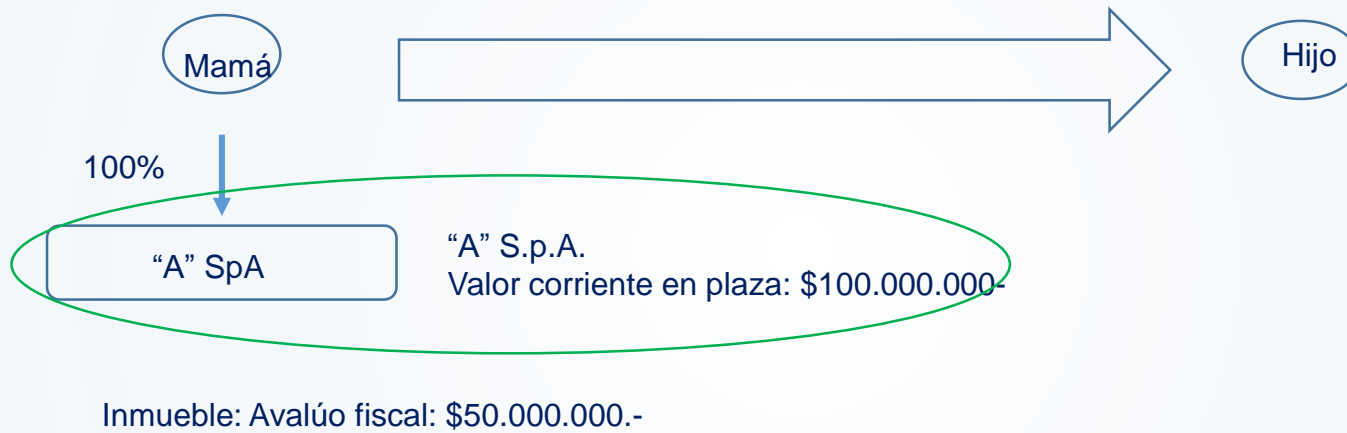 Mamá
Hijo
100%
“A” SpA
“A” S.p.A.
Valor corriente en plaza: $100.000.000-
Inmueble: Avalúo fiscal: $50.000.000.-